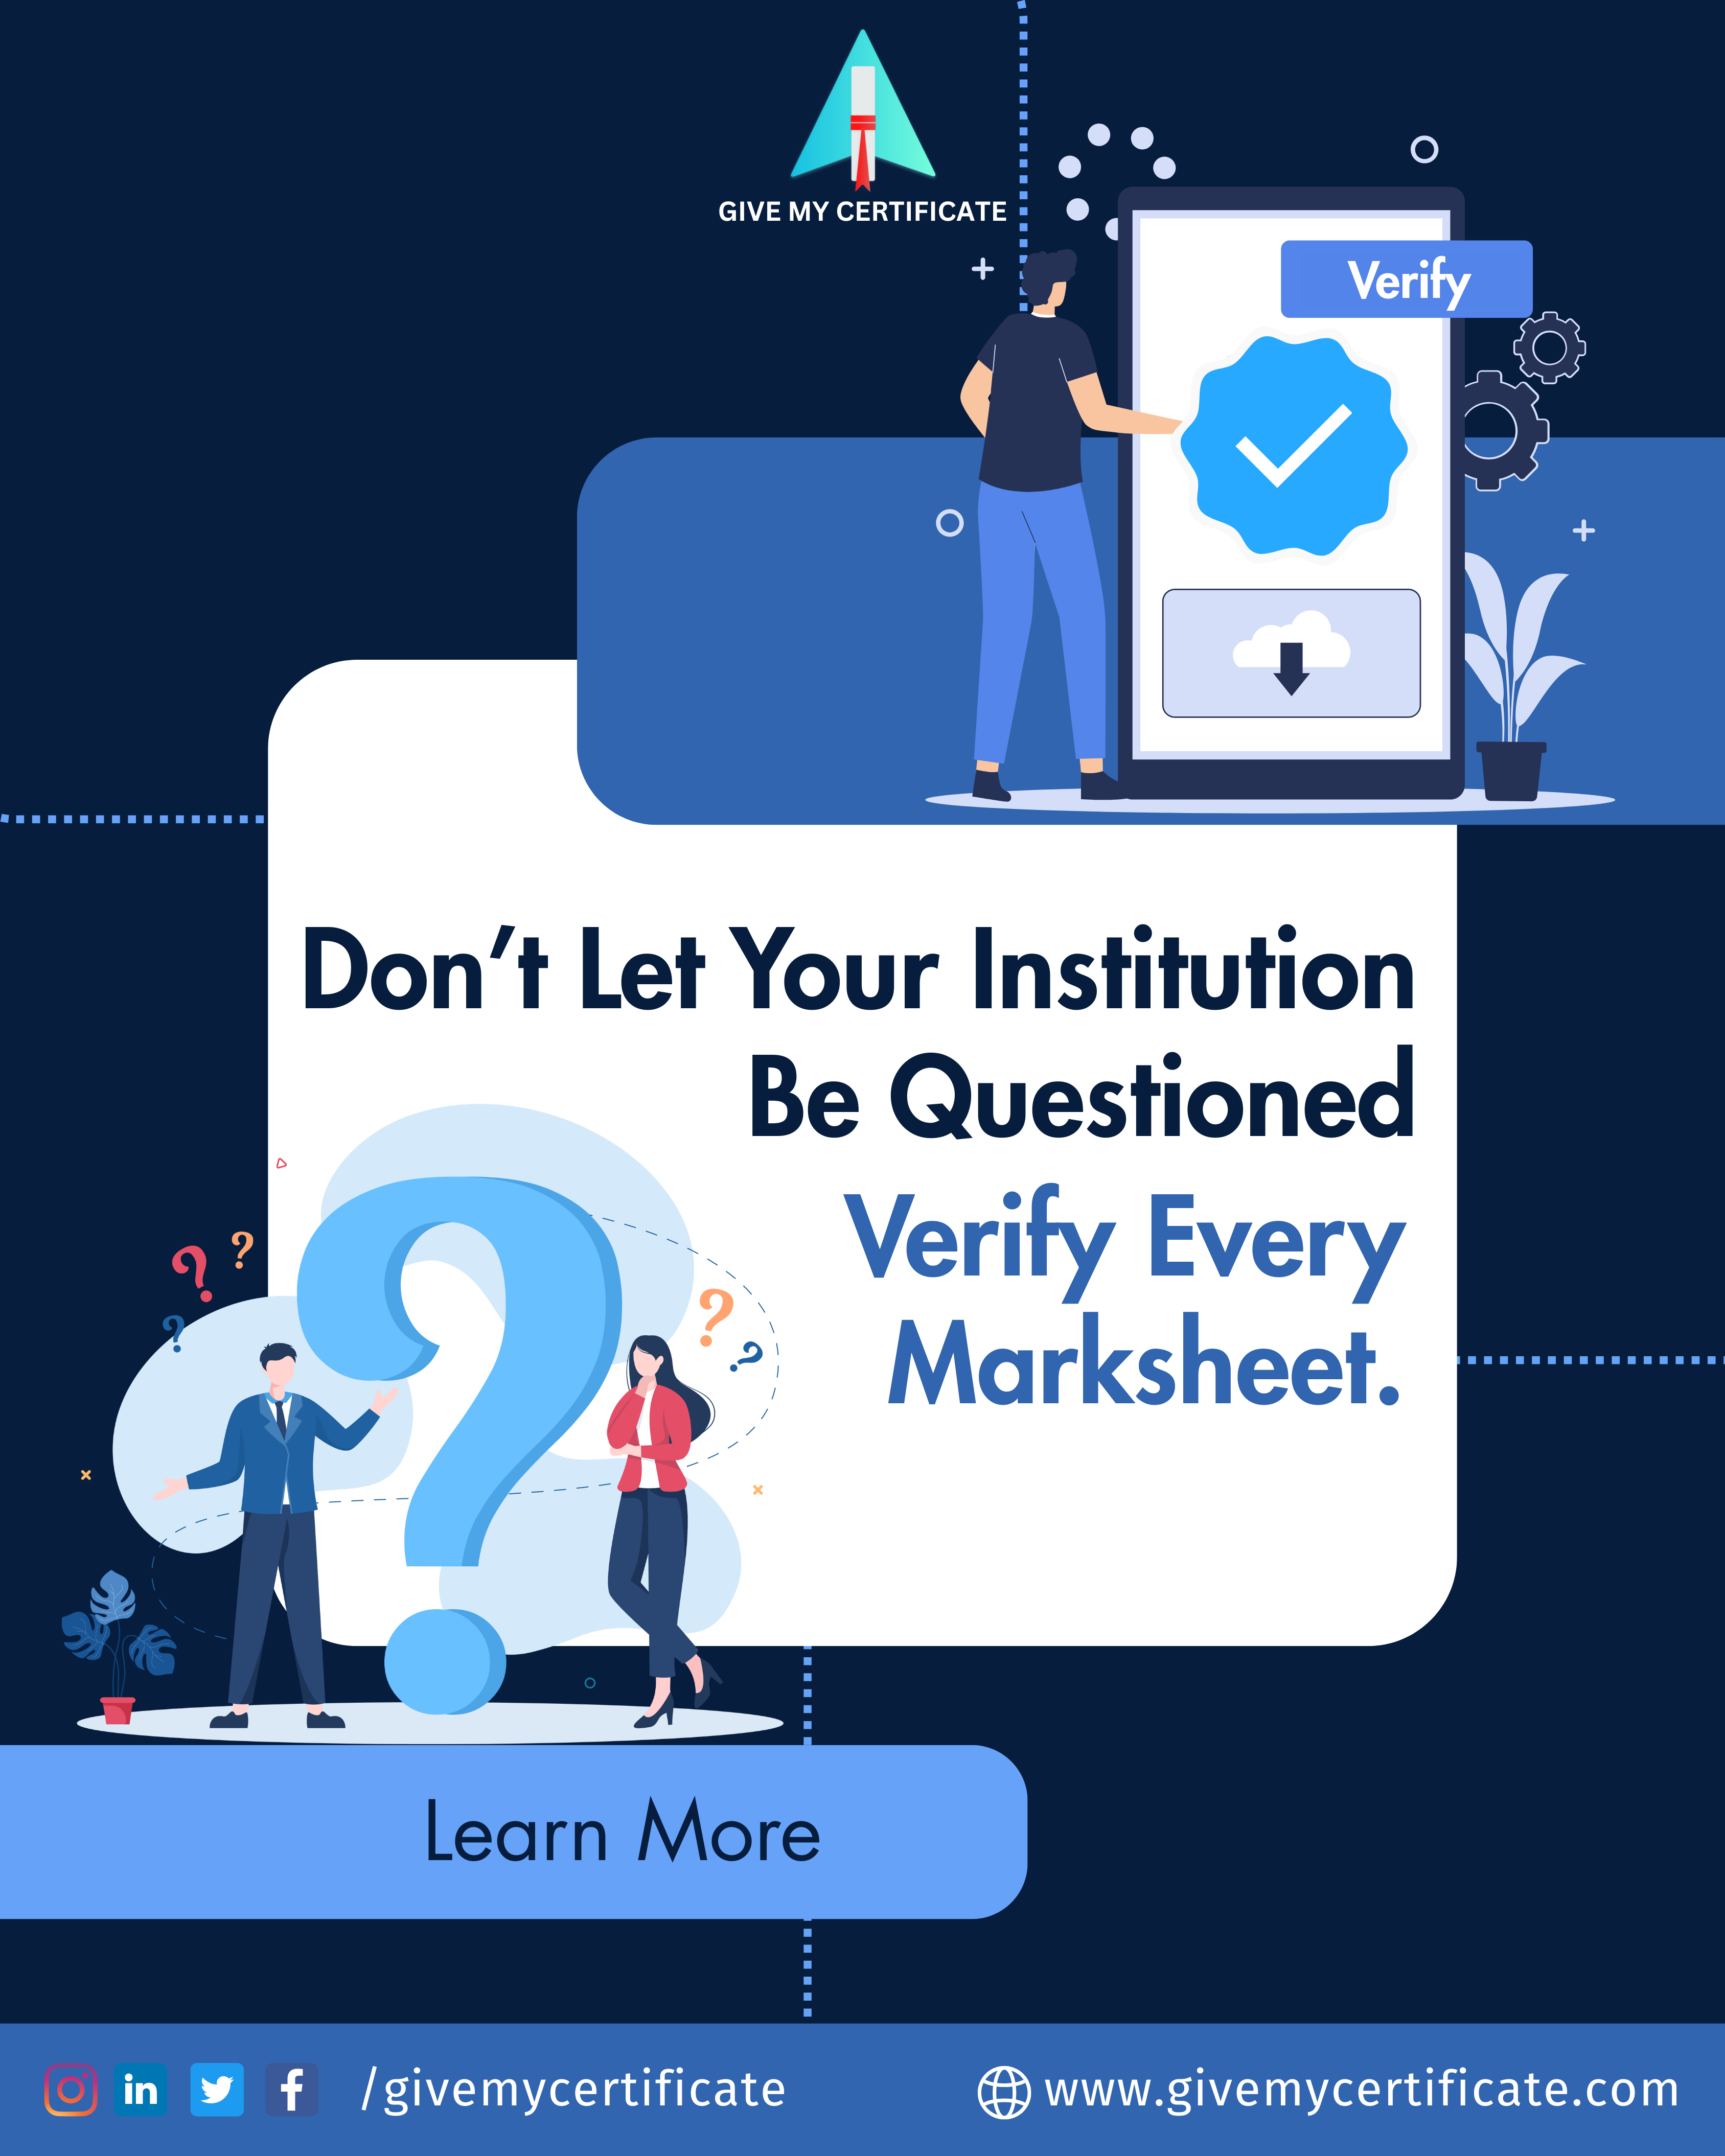 GIVE MY CERTIFICATE
Verify
Don't Let Your Institution
Be Questioned
Verify Every
Marksheet.
?
?
?
?
?
?
Learn More
in
f
/givemycertificate
www.givemycertificate.com